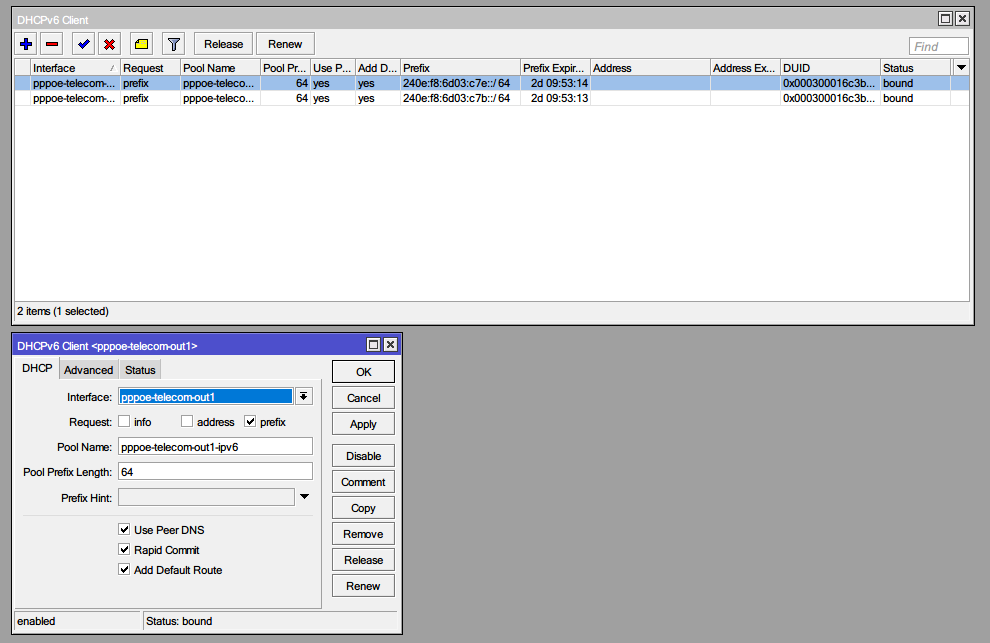 DHCPv6 Client
Release Renew Find
Interface / Request Pool Name Pool Pr... Use P... Add D... Prefix Prefix Expir... Address Address Ex... DUID Status
pppoe-telecom-... prefix pppoe-teleco... 64 yes yes 240e:f8:6d03:c7e::/64 2d 09:53:14 0x000300016c3b... bound
pppoe-telecom-... prefix pppoe-teleco... 64 yes yes 240e:f8:6d03:c7b::/64 2d 09:53:13 0x000300016c3b... bound
2 items (1 selected)
DHCPv6 Client <pppoe-telecom-out1>
DHCP Advanced Status
Interface: pppoe-telecom-out1
Request: info address prefix
Pool Name: pppoe-telecom-out1-ipv6
Pool Prefix Length: 64
Prefix Hint:
Use Peer DNS
Rapid Commit
Add Default Route
OK
Cancel
Apply
Disable
Comment
Copy
Remove
Release
Renew
enabled Status: bound